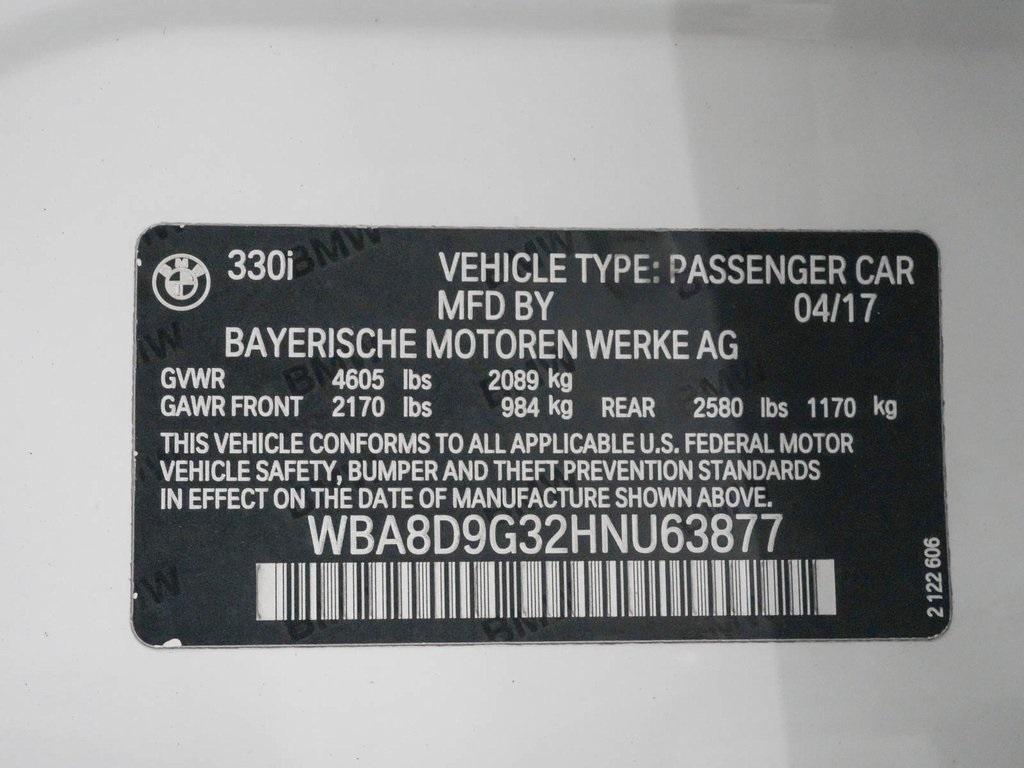 330i VEHICLE TYPE: PASSENGER CAR
MFD BY 04/17
BAYERISCHE MOTOREN WERKE AG
GVWR 4605 lbs 2089 kg
GAWR FRONT 2170 lbs 984 kg REAR 2580 lbs 1170 kg
THIS VEHICLE CONFORMS TO ALL APPLICABLE U.S. FEDERAL MOTOR
VEHICLE SAFETY, BUMPER AND THEFT PREVENTION STANDARDS
IN EFFECT ON THE DATE OF MANUFACTURE SHOWN ABOVE.
WBA8D9G32HNU63877
2 122 606